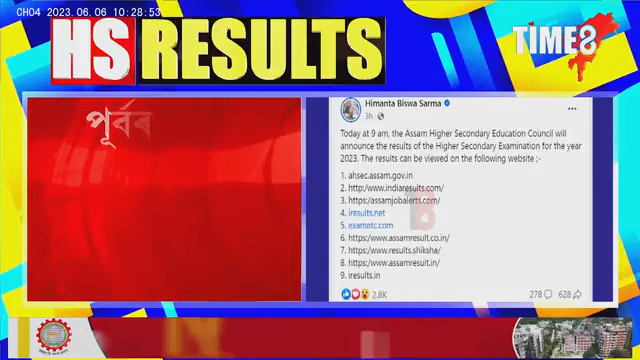 CH04 2023.06.06 10:28:53
HS RESULTS
TIME8
পূর্বৰ
Himanta Biswa Sarma
3h
Today at 9 am, the Assam Higher Secondary Education Council will
announce the results of the Higher Secondary Examination for the year
2023. The results can be viewed on the following website ;-
1. ahsec.assam.gov.in
2. http:/www.indiaresults.com/
3. https:/assamjobalerts.com/
4. iresults.net
5. exametc.com
6. https:/www.assamresult.co.in/
7. https:/www.results.shiksha/
8. https:/www.assamresult.in/
9. iresults.in
2.8K
278
628